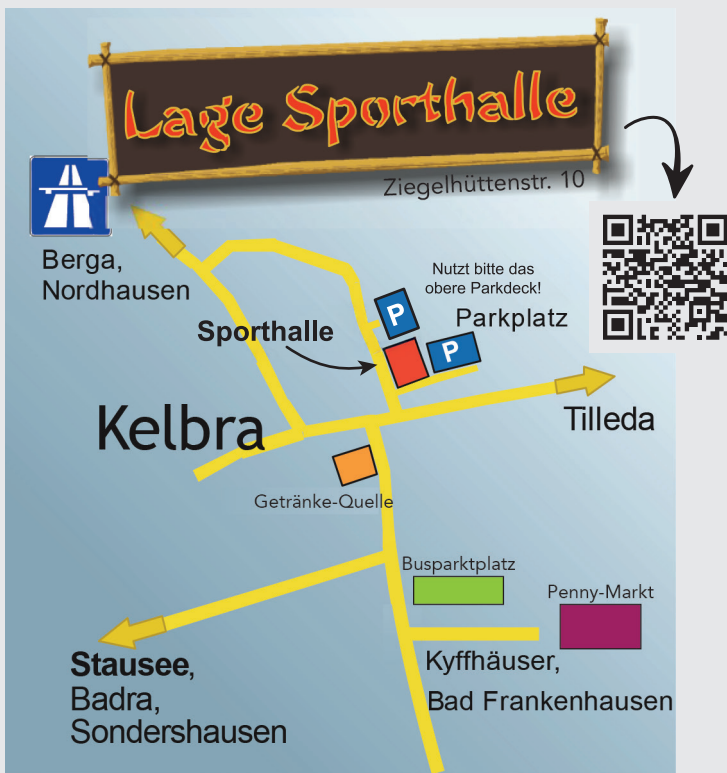 Lage Sporthalle
Ziegelhüttenstr. 10
Berga,
Nordhausen
Nutzt bitte das
obere Parkdeck!
P
Parkplatz
Sporthalle
P
Kelbra
Tilleda
Getränke-Quelle
Busparktplatz
Penny-Markt
Stausee,
Badra,
Sondershausen
Kyffhäuser,
Bad Frankenhausen